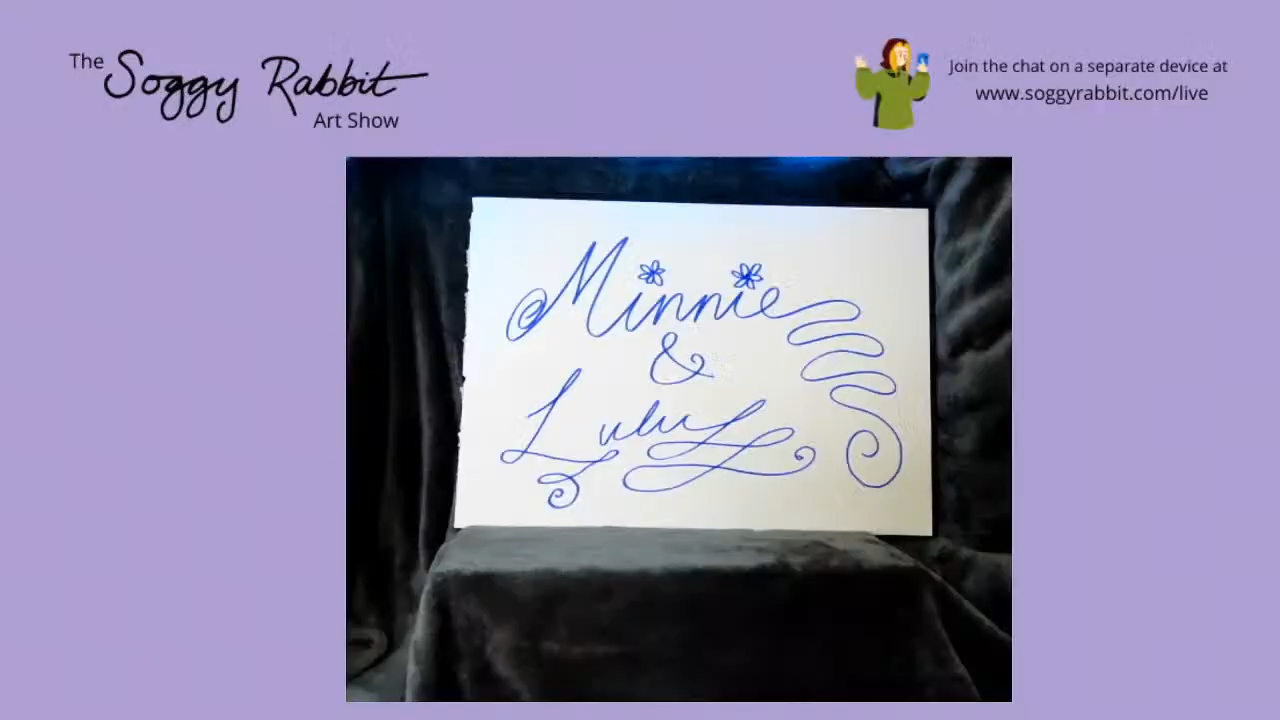 The Soggy Rabbit
Art Show
Join the chat on a separate device at
www.soggyrabbit.com/live
Minnie
&
Lulu